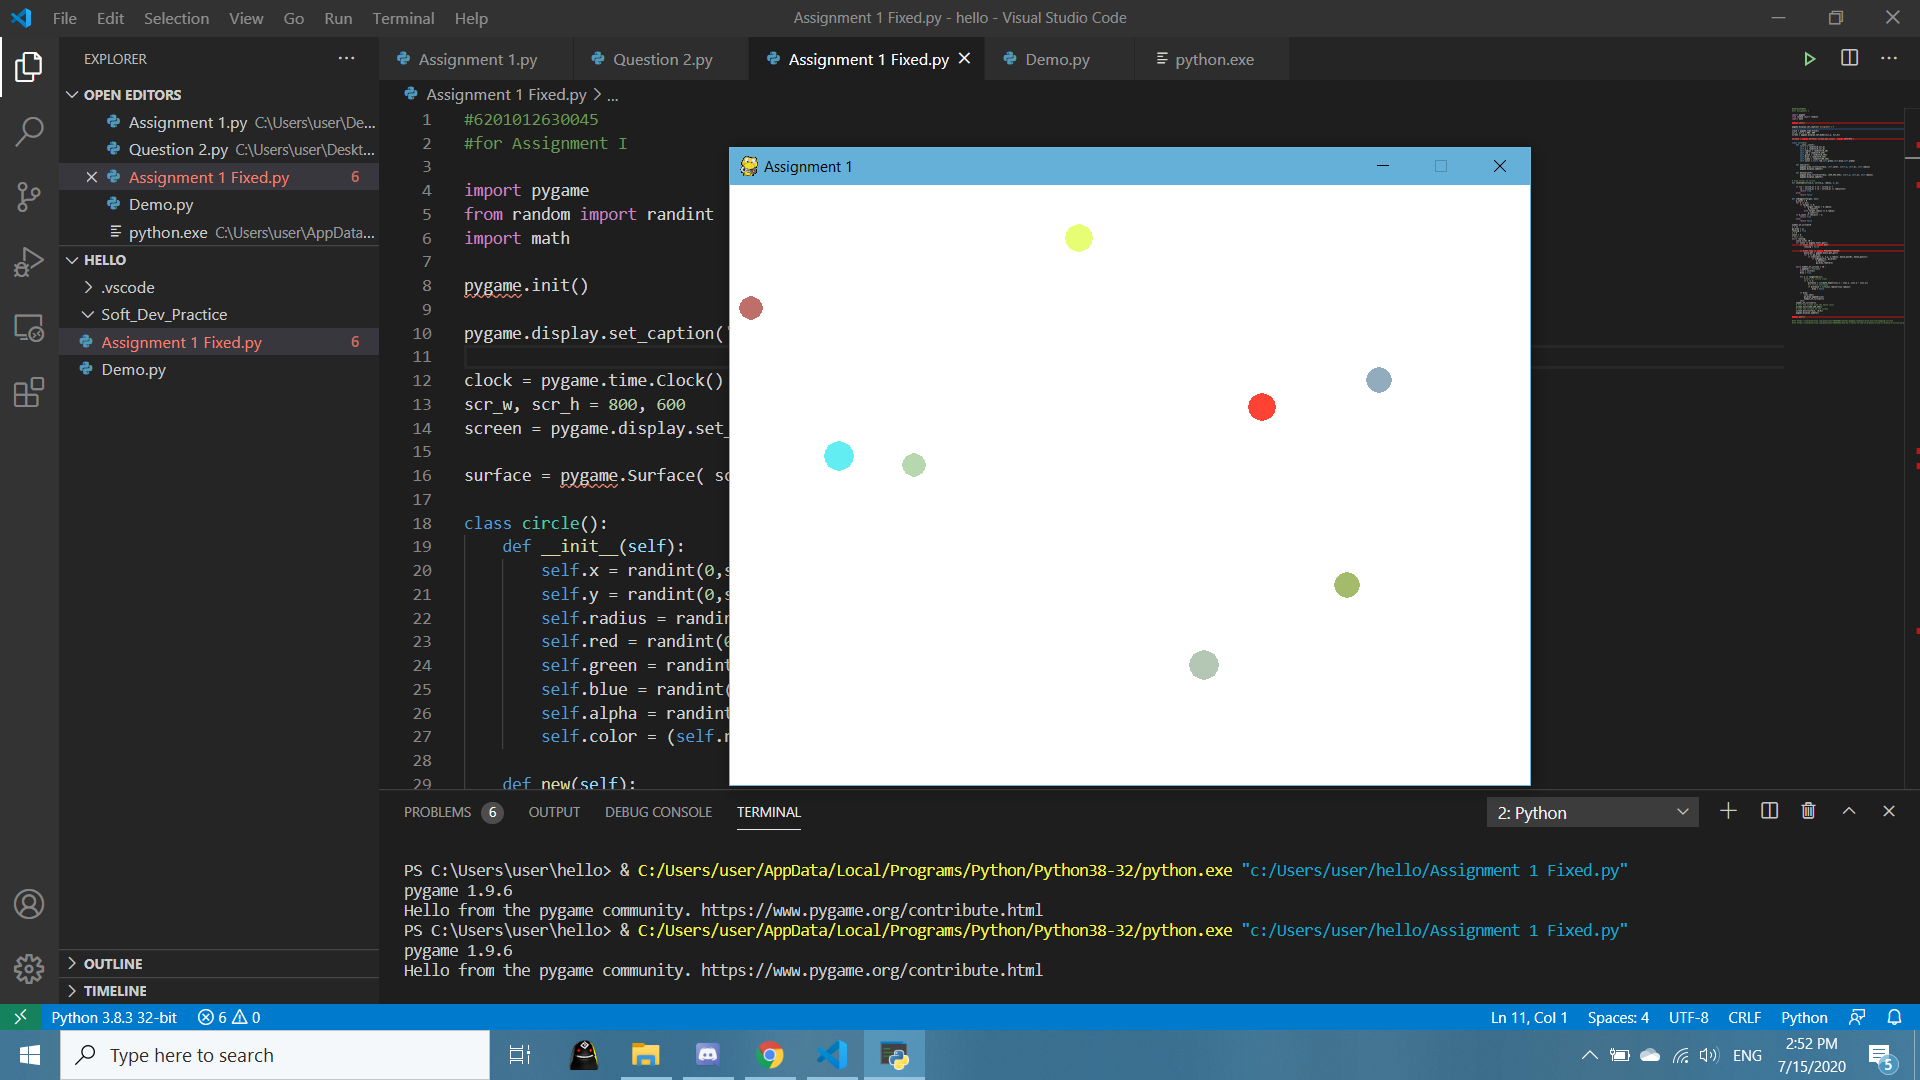 File Edit Selection View Go Run Terminal Help
Assignment 1 Fixed.py - hello - Visual Studio Code
EXPLORER
OPEN EDITORS
Assignment 1.py C:\Users\user\De...
Question 2.py C:\Users\user\Deskt...
Assignment 1 Fixed.py 6
Demo.py
python.exe C:\Users\user\AppData...
HELLO
.vscode
Soft_Dev_Practice
Assignment 1 Fixed.py 6
Demo.py
OUTLINE
TIMELINE
Assignment 1.py Question 2.py Assignment 1 Fixed.py Demo.py python.exe
Assignment 1 Fixed.py > ...
1 #6201012630045
2 #for Assignment I
3
4 import pygame
5 from random import randint
6 import math
7
8 pygame.init()
9
10 pygame.display.set_caption('
11
12 clock = pygame.time.Clock()
13 scr_w, scr_h = 800, 600
14 screen = pygame.display.set_
15
16 surface = pygame.Surface( sc
17
18 class circle():
19 def __init__(self):
20 self.x = randint(0,s
21 self.y = randint(0,s
22 self.radius = randin
23 self.red = randint(0
24 self.green = randint
25 self.blue = randint(
26 self.alpha = randint
27 self.color = (self.r
28
29 def new(self):
Assignment 1
PROBLEMS 6 OUTPUT DEBUG CONSOLE TERMINAL
2: Python
PS C:\Users\user\hello> & C:/Users/user/AppData/Local/Programs/Python/Python38-32/python.exe "c:/Users/user/hello/Assignment 1 Fixed.py"
pygame 1.9.6
Hello from the pygame community. https://www.pygame.org/contribute.html
PS C:\Users\user\hello> & C:/Users/user/AppData/Local/Programs/Python/Python38-32/python.exe "c:/Users/user/hello/Assignment 1 Fixed.py"
pygame 1.9.6
Hello from the pygame community. https://www.pygame.org/contribute.html
Python 3.8.3 32-bit 6 0
Ln 11, Col 1 Spaces: 4 UTF-8 CRLF Python
Type here to search
ENG
2:52 PM
7/15/2020
5